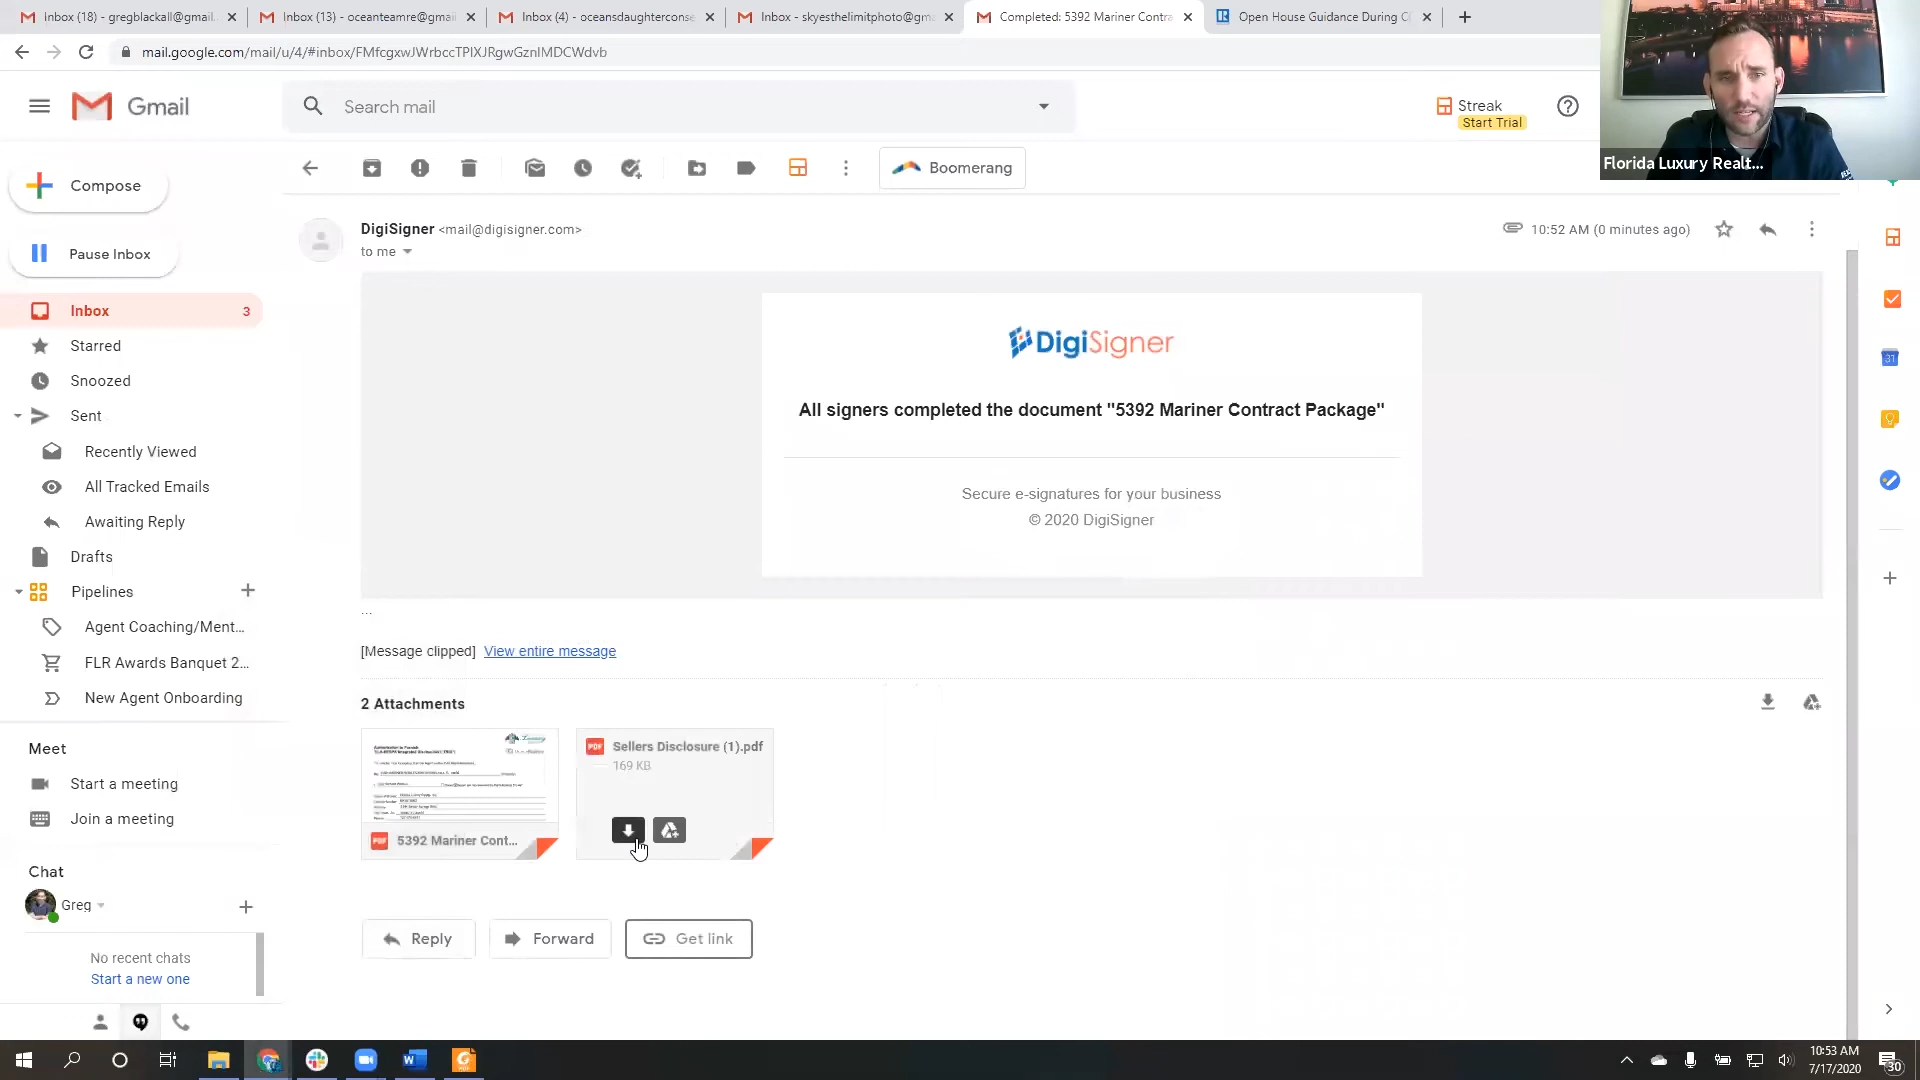 Inbox (18) - gregblackall@gmail.
Inbox (13) - oceanteamre@gmail
Inbox (4) - oceansdaughterconse
Inbox - skyesthelimitphoto@gm
Completed: 5392 Mariner Contra
Open House Guidance During C
mail.google.com/mail/u/4/#inbox/FMfcgxwJWrbccTPlXJRgwGznlMDCWdvb
Gmail
Search mail
Streak
Start Trial
Florida Luxury Realt...
Compose
Boomerang
Pause Inbox
DigiSigner <mail@digisigner.com>
10:52 AM (0 minutes ago)
to me
Inbox 3
Starred
Snoozed
Sent
Recently Viewed
All Tracked Emails
Awaiting Reply
Drafts
Pipelines
Agent Coaching/Ment...
FLR Awards Banquet 2...
New Agent Onboarding
Meet
Start a meeting
Join a meeting
Chat
Greg
No recent chats
Start a new one
DigiSigner
All signers completed the document "5392 Mariner Contract Package"
Secure e-signatures for your business
© 2020 DigiSigner
...
[Message clipped] View entire message
2 Attachments
PDF 5392 Mariner Cont...
PDF Sellers Disclosure (1).pdf
169 KB
Reply
Forward
Get link
31
10:53 AM
7/17/2020
30